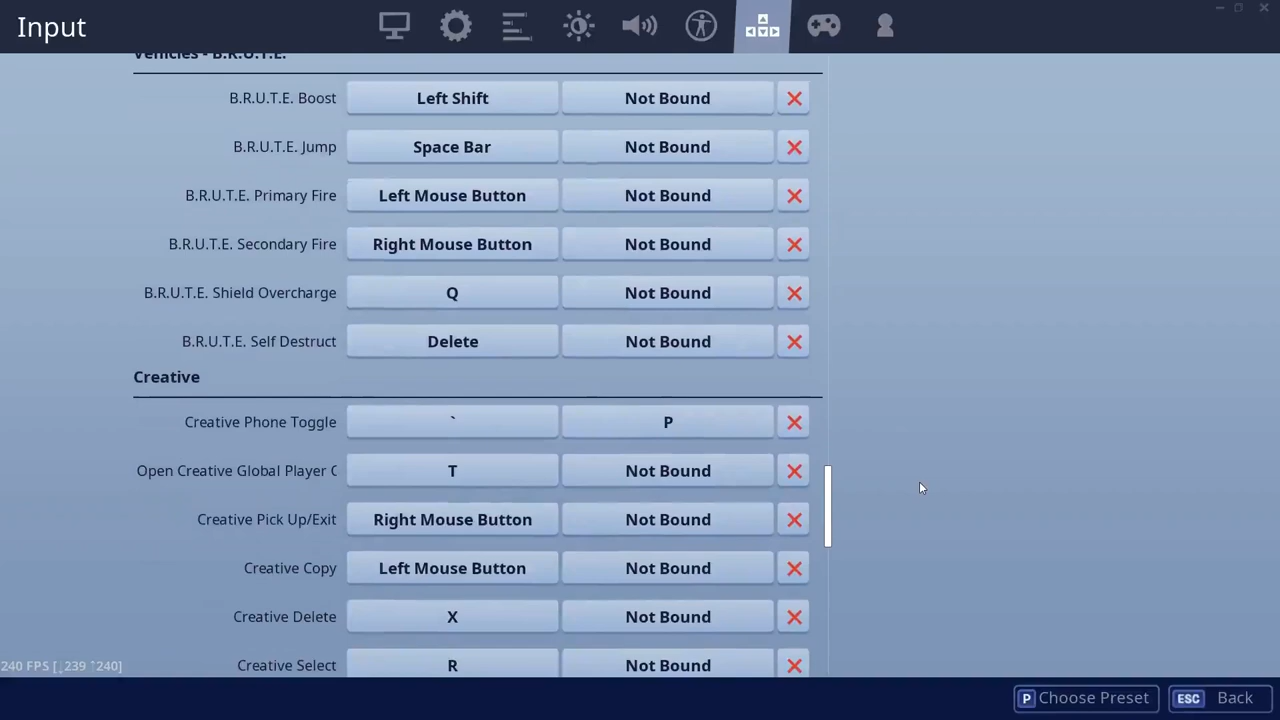 Input
Vehicles - B.R.U.T.E.
B.R.U.T.E. Boost Left Shift Not Bound
B.R.U.T.E. Jump Space Bar Not Bound
B.R.U.T.E. Primary Fire Left Mouse Button Not Bound
B.R.U.T.E. Secondary Fire Right Mouse Button Not Bound
B.R.U.T.E. Shield Overcharge Q Not Bound
B.R.U.T.E. Self Destruct Delete Not Bound
Creative
Creative Phone Toggle ` P
Open Creative Global Player C T Not Bound
Creative Pick Up/Exit Right Mouse Button Not Bound
Creative Copy Left Mouse Button Not Bound
Creative Delete X Not Bound
Creative Select R Not Bound
240 FPS [↓239 ↑240]
P Choose Preset ESC Back